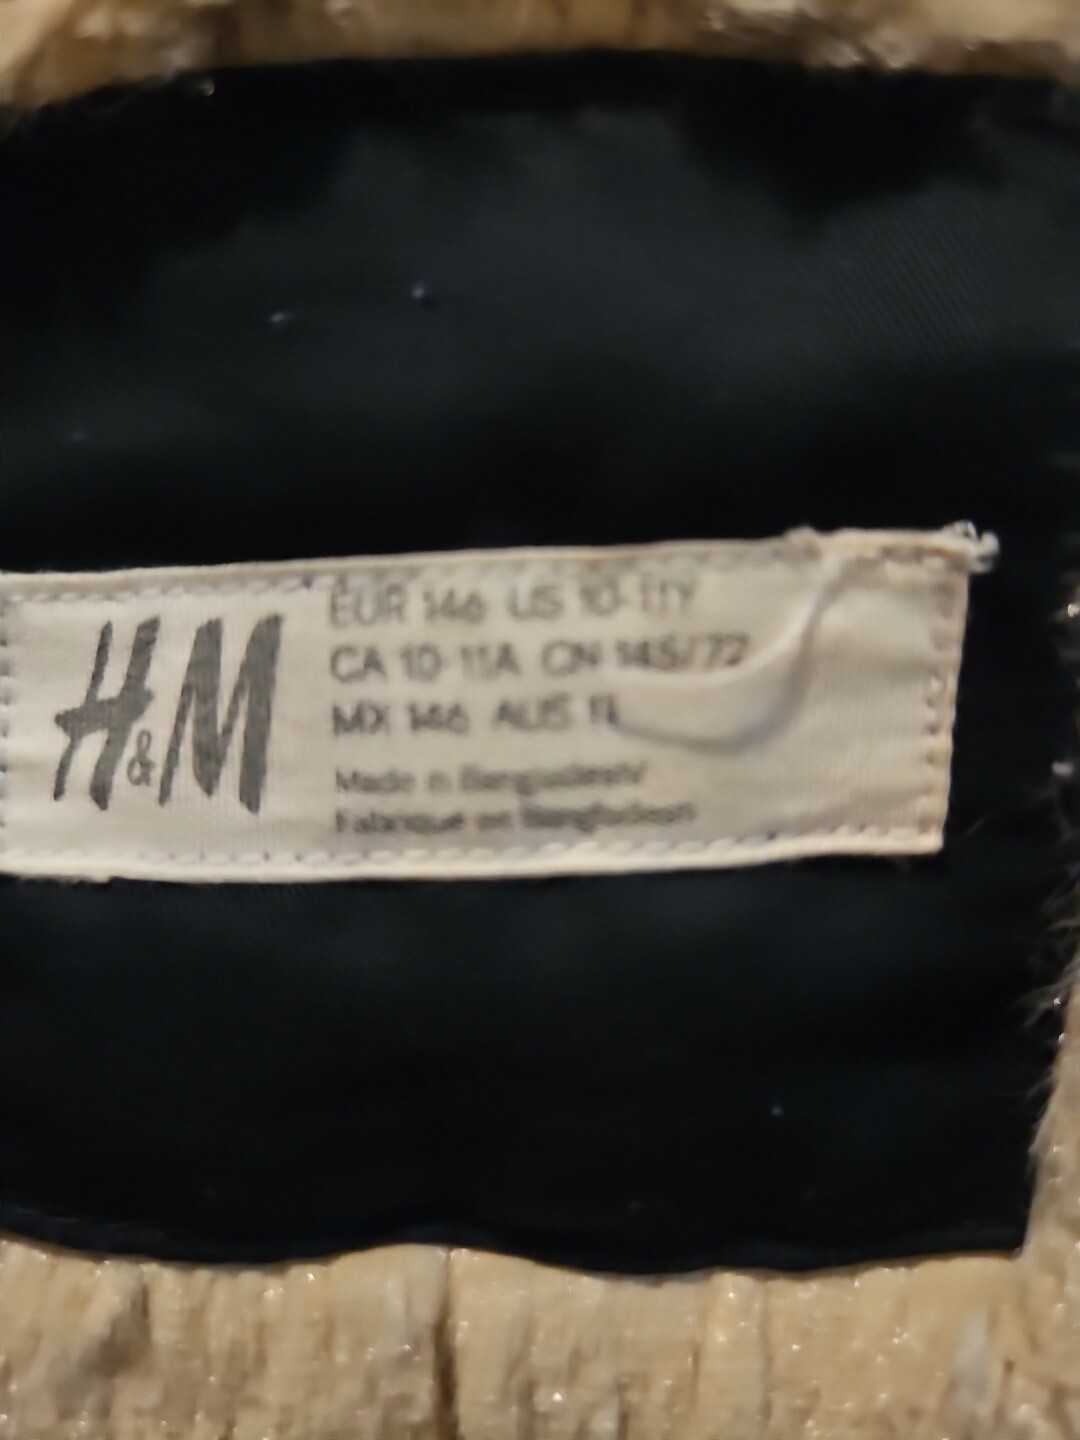 H&M
EUR 146 US 10-11Y
CA 10-11A CN 145/72
MX 146 AUS 11
Made in Bangladesh/
Fabriqué en Bangladesh